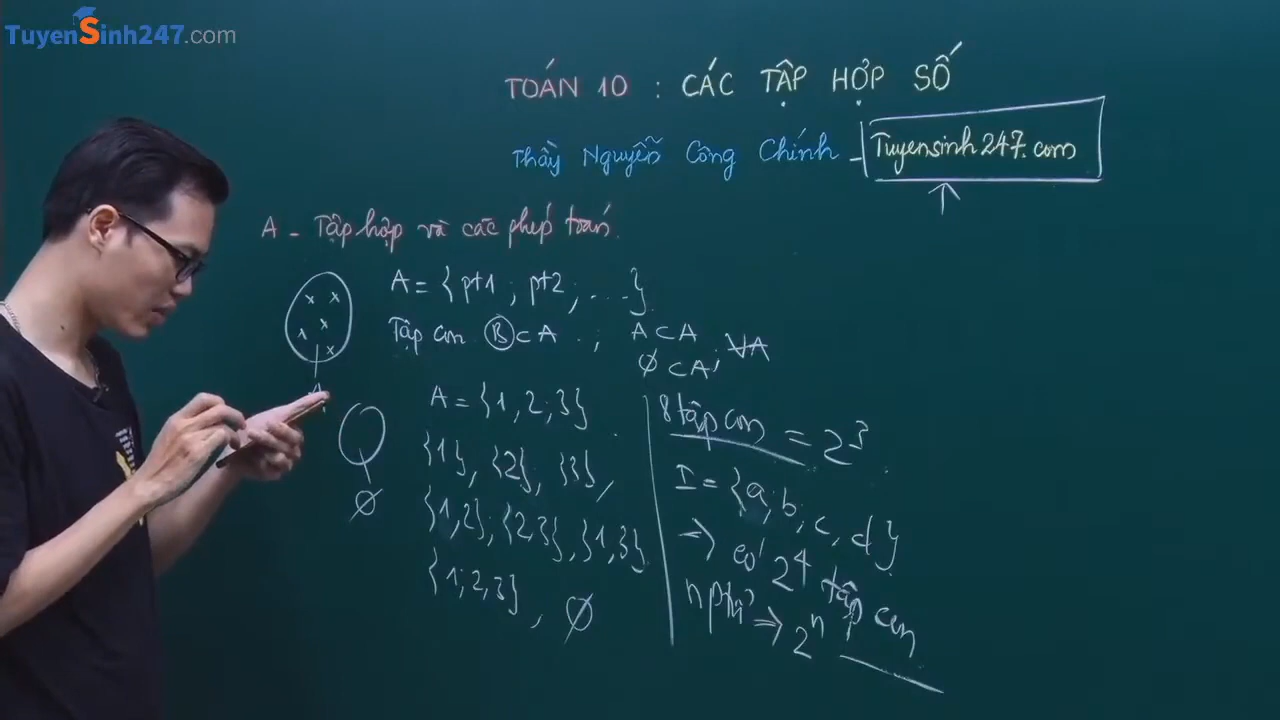 TuyenSinh247.com
TOÁN 10 : CÁC TẬP HỢP SỐ
Thầy Nguyễn Công Chính - Tuyensinh247.com
A - Tập hợp và các phép toán.
A = {pt1 ; pt2 ; ....}
Tập con B ⊂ A . ; A ⊂ A
∅ ⊂ A ; ∀A
A
A = {1, 2; 3}
{1}, {2}; {3},
{1,2}; {2,3}, {1,3}
{1; 2,3} , ∅
∅
8 tập con = 2³
I = {a, b; c, d}
=> có 2⁴ tập con
n ptử => 2ⁿ tập con